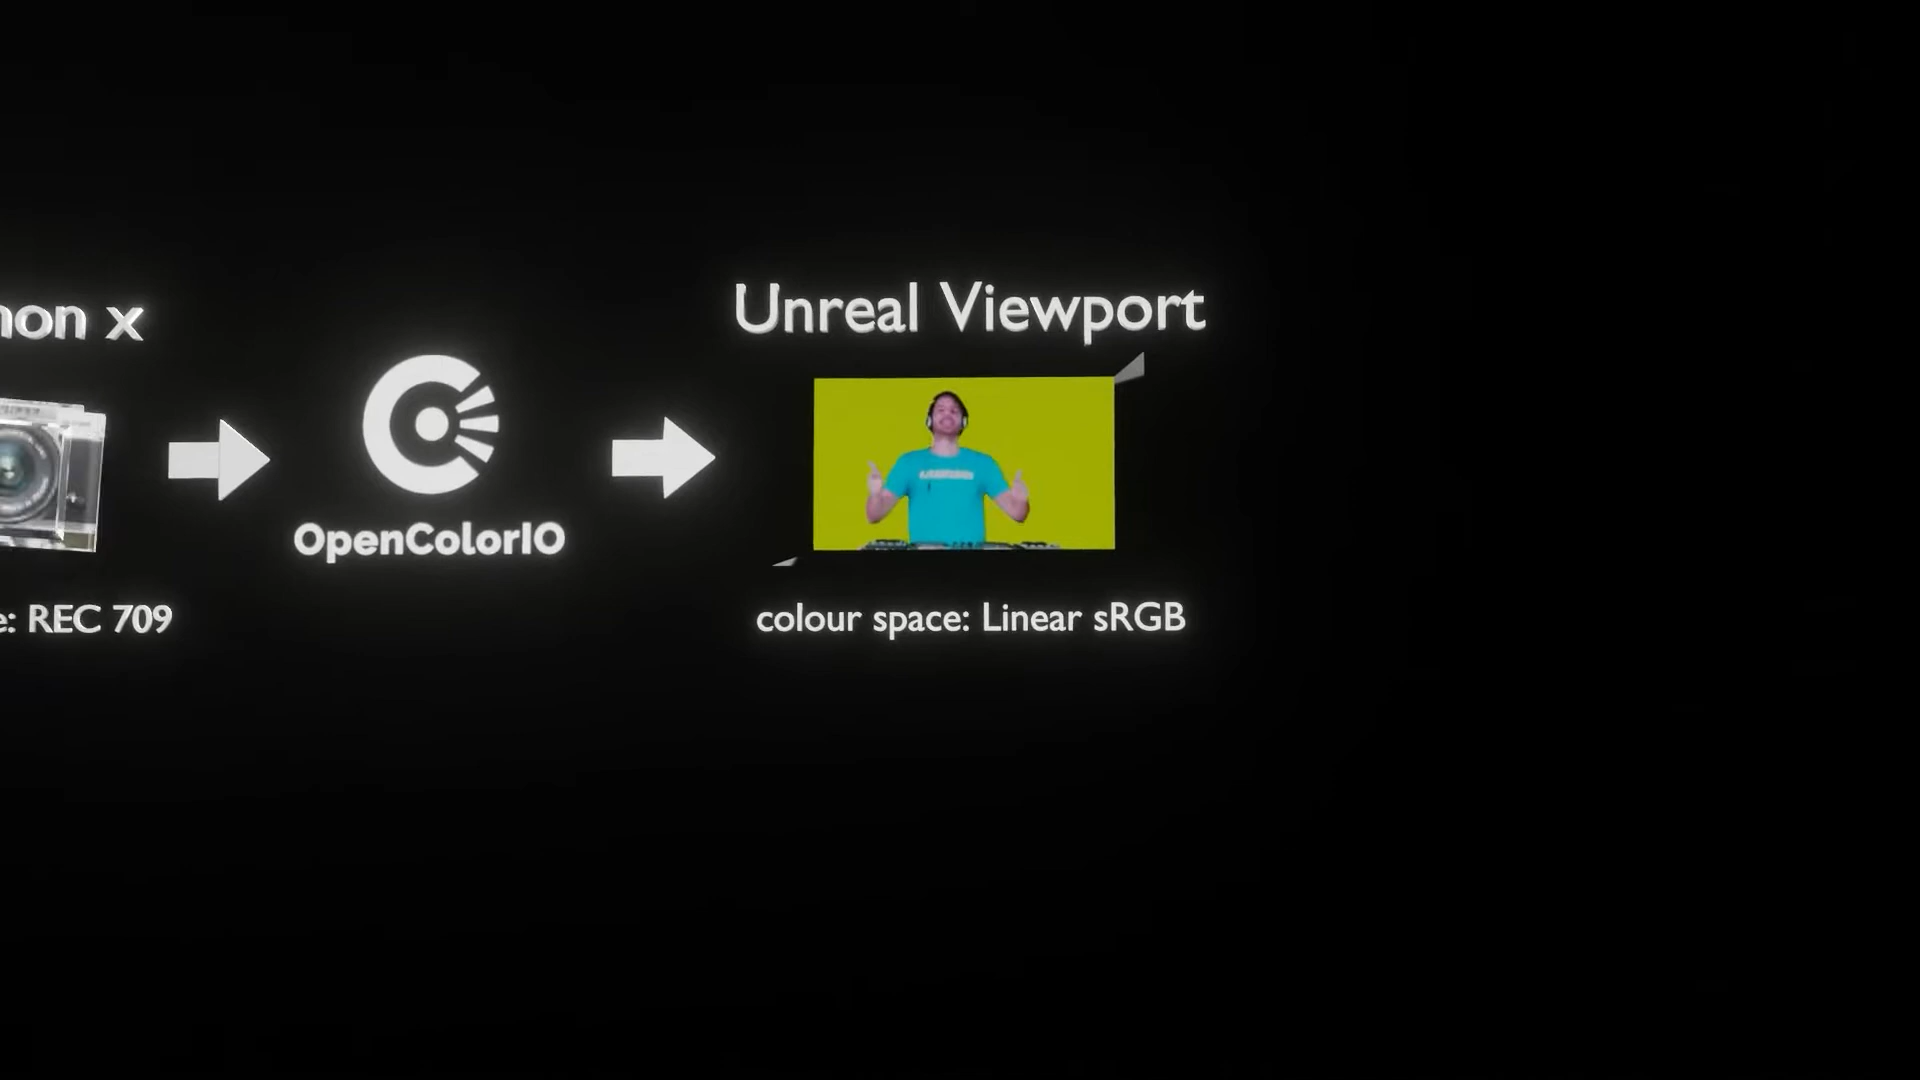 non x
Unreal Viewport
OpenColorIO
e: REC 709
colour space: Linear sRGB